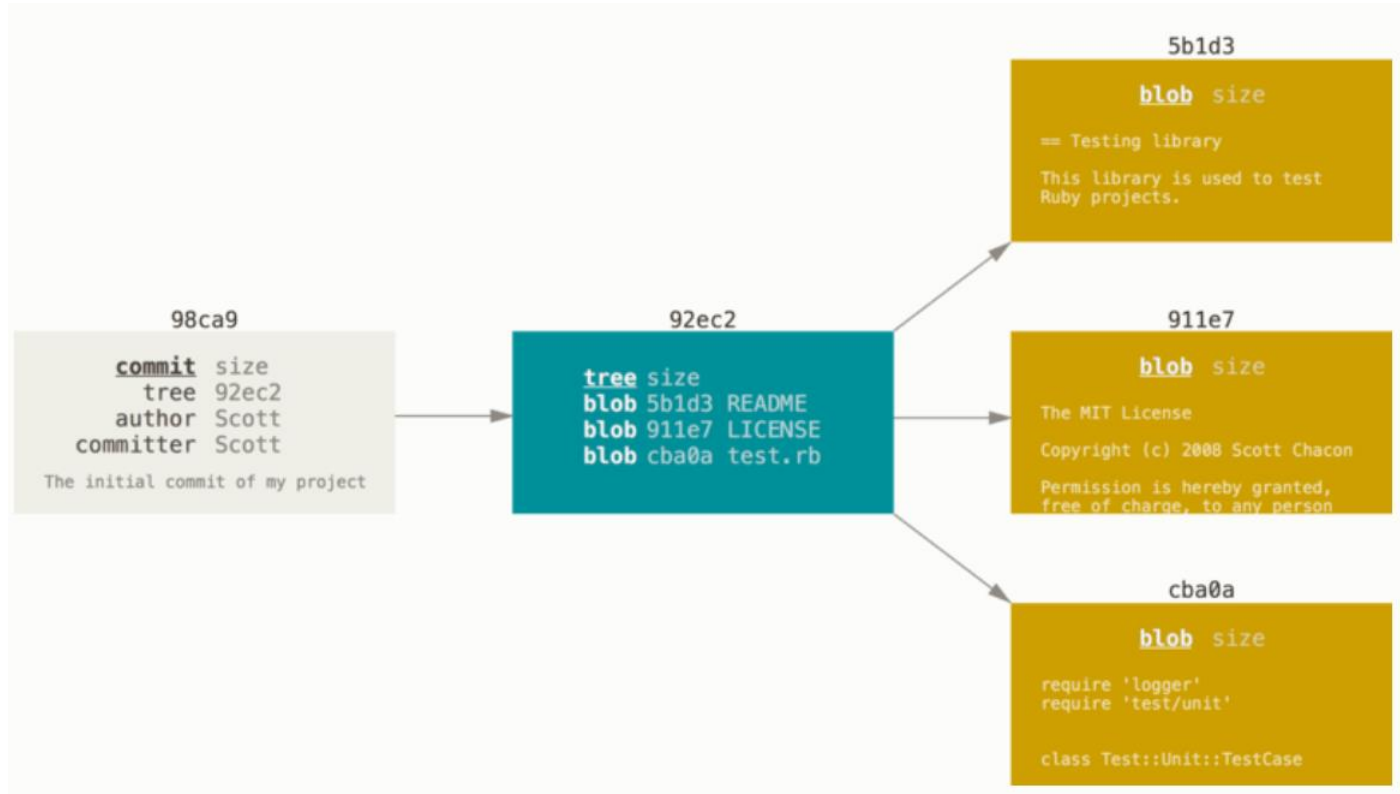 98ca9
commit size
tree 92ec2
author Scott
committer Scott
The initial commit of my project
92ec2
tree size
blob 5b1d3 README
blob 911e7 LICENSE
blob cba0a test.rb
5b1d3
blob size
== Testing library
This library is used to test
Ruby projects.
911e7
blob size
The MIT License
Copyright (c) 2008 Scott Chacon
Permission is hereby granted,
free of charge, to any person
cba0a
blob size
require 'logger'
require 'test/unit'
class Test::Unit::TestCase